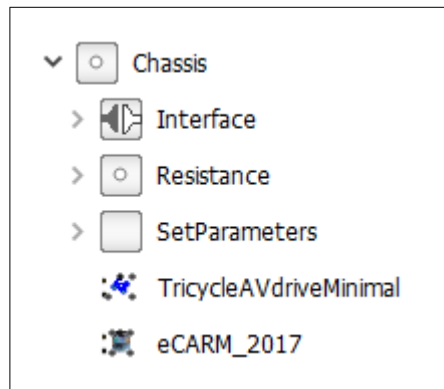 Chassis
Interface
Resistance
SetParameters
TricycleAVdriveMinimal
eCARM_2017